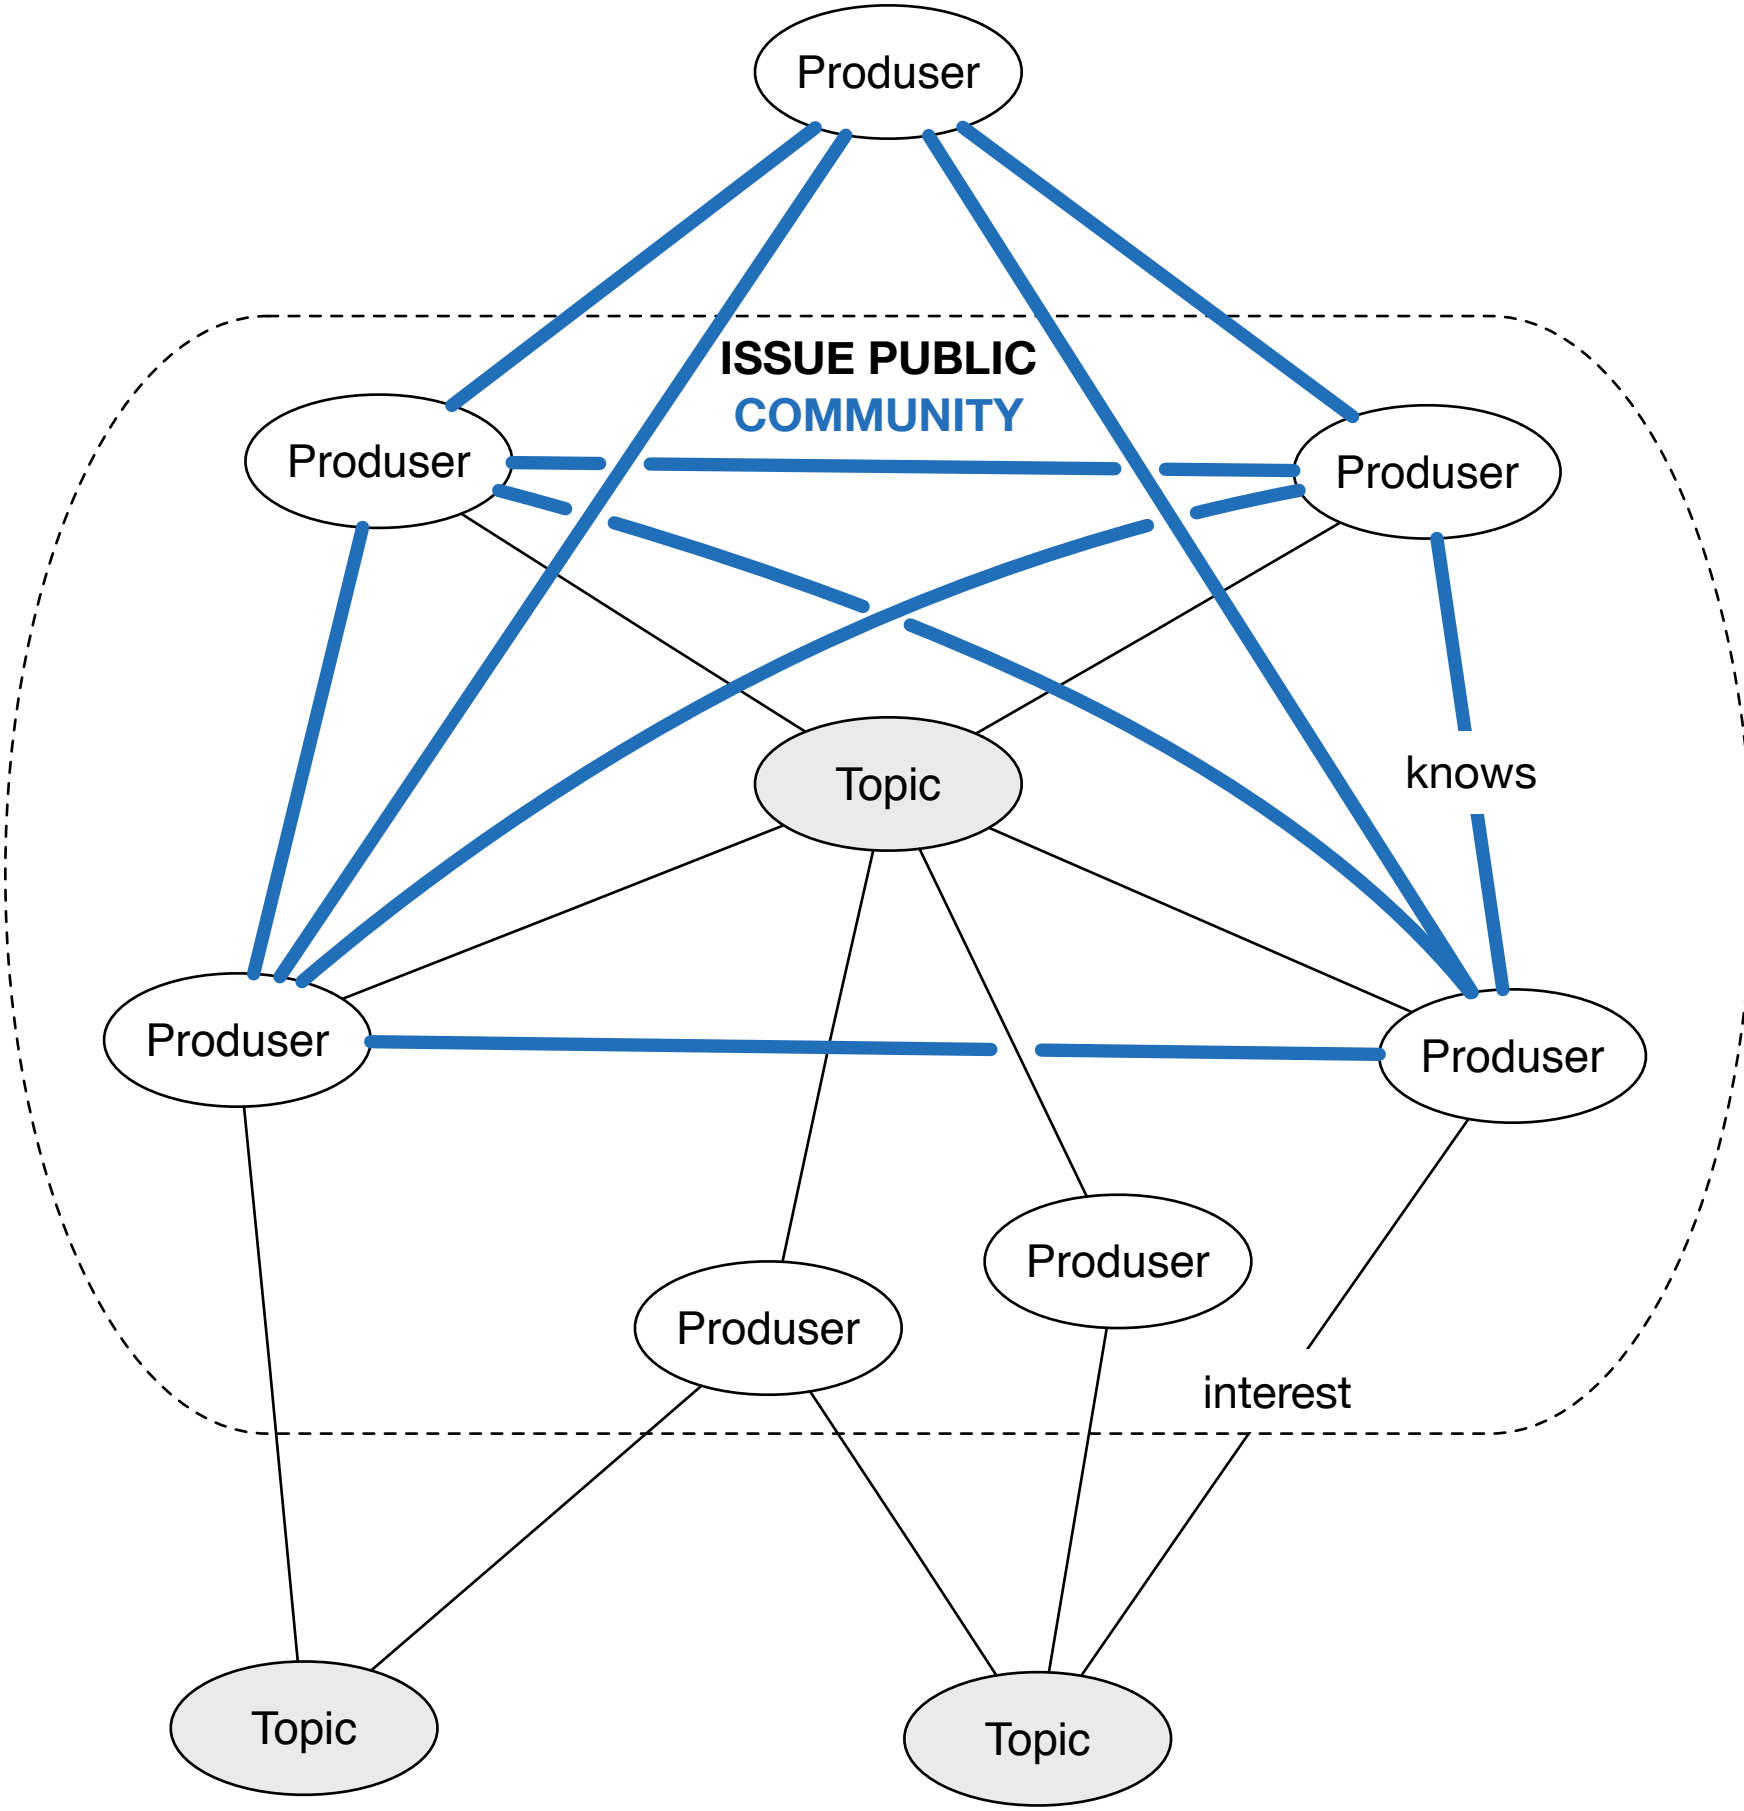 Produser
ISSUE PUBLIC
COMMUNITY
Produser
Produser
Topic
knows
Produser
Produser
Produser
Produser
interest
Topic
Topic